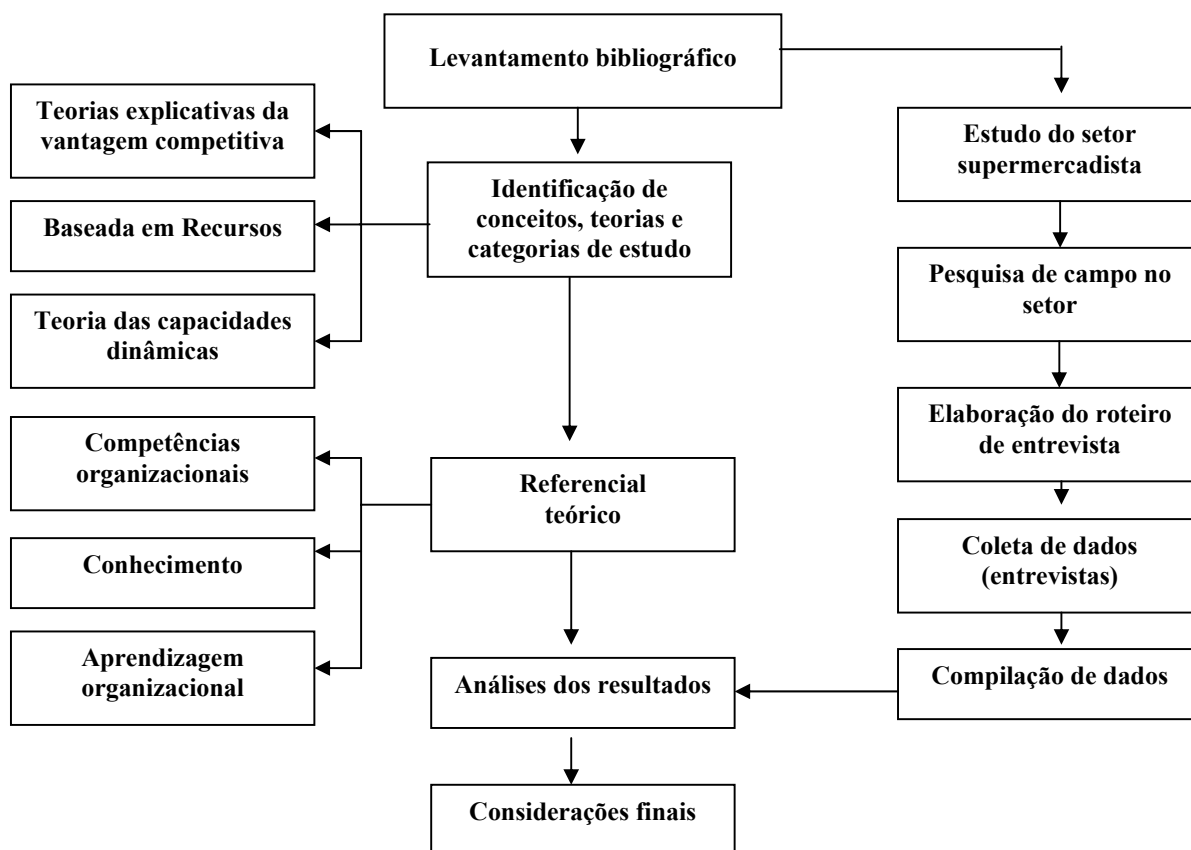 Levantamento bibliográfico
Teorias explicativas da
vantagem competitiva
Baseada em Recursos
Teoria das capacidades
dinâmicas
Identificação de
conceitos, teorias e
categorias de estudo
Estudo do setor
supermercadista
Pesquisa de campo no
setor
Elaboração do roteiro
de entrevista
Coleta de dados
(entrevistas)
Compilação de dados
Competências
organizacionais
Conhecimento
Aprendizagem
organizacional
Referencial
teórico
Análises dos resultados
Considerações finais